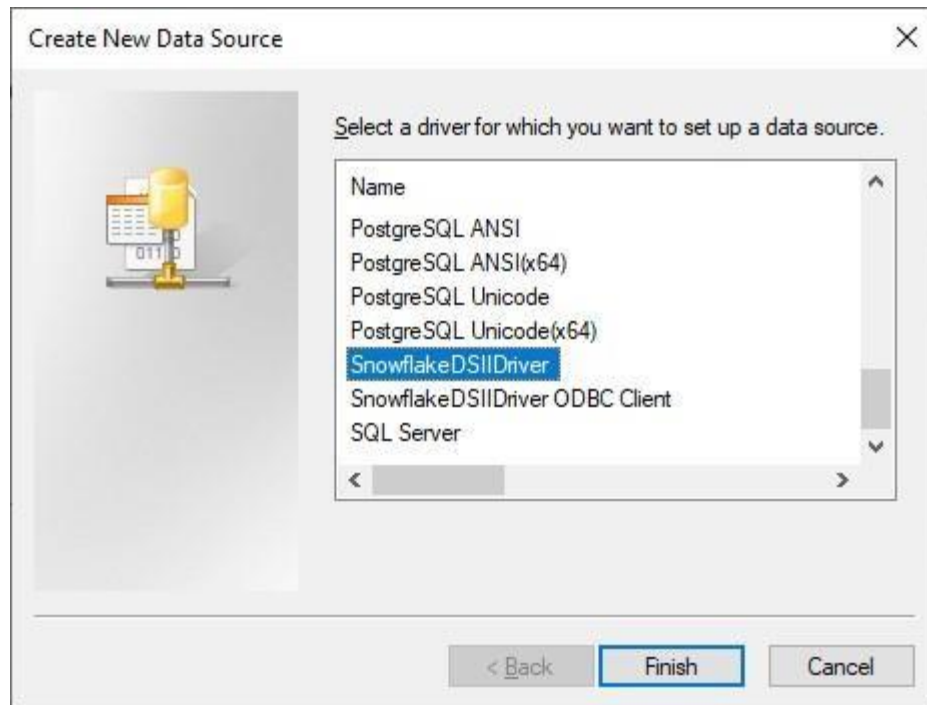 Create New Data Source
Select a driver for which you want to set up a data source.
Name
PostgreSQL ANSI
PostgreSQL ANSI(x64)
PostgreSQL Unicode
PostgreSQL Unicode(x64)
SnowflakeDSIIDriver
SnowflakeDSIIDriver ODBC Client
SQL Server
< Back Finish Cancel